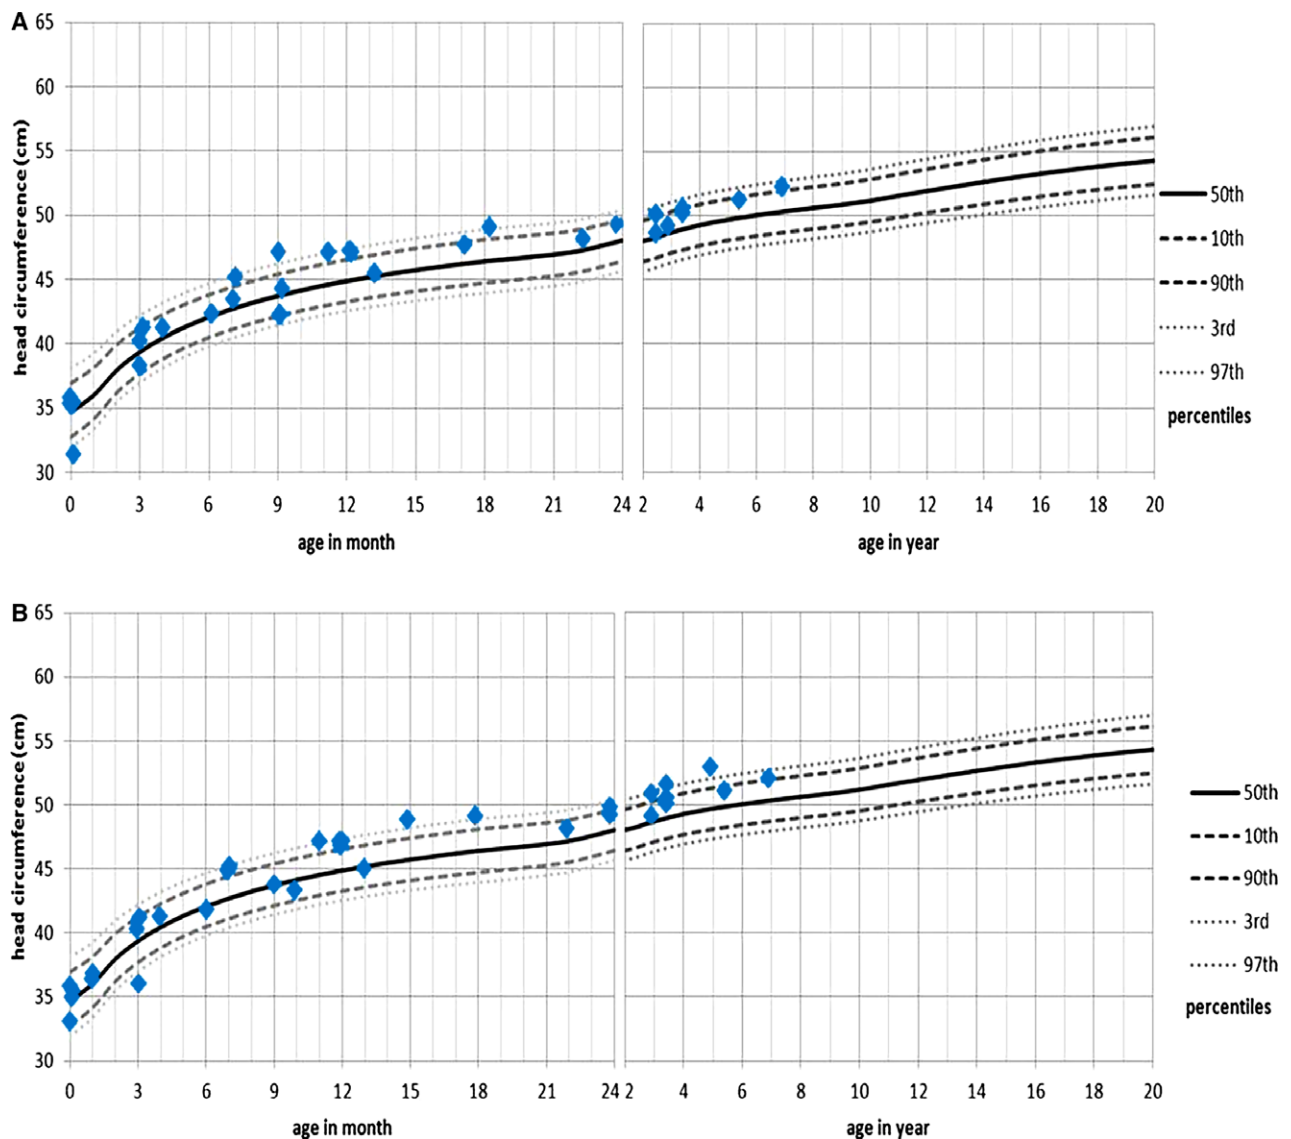 A
65
60
55
50
45
40
35
30
head circumference (cm)
0 3 6 9 12 15 18 21 24 2 4 6 8 10 12 14 16 18 20
age in month age in year
50th
10th
90th
3rd
97th
percentiles
B
65
60
55
50
45
40
35
30
head circumference (cm)
0 3 6 9 12 15 18 21 24 2 4 6 8 10 12 14 16 18 20
age in month age in year
50th
10th
90th
3rd
97th
percentiles